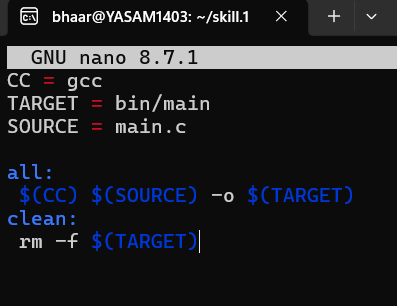 bhaar@YASAM1403: ~/skill.1
GNU nano 8.7.1
CC = gcc
TARGET = bin/main
SOURCE = main.c
all:
 $(CC) $(SOURCE) -o $(TARGET)
clean:
 rm -f $(TARGET)